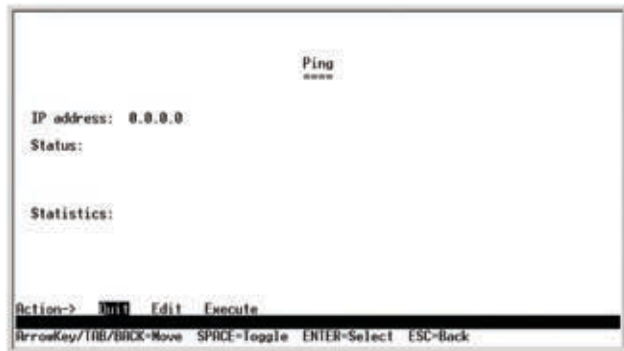 Ping
====
IP address: 0.0.0.0
Status:
Statistics:
Action-> Quit Edit Execute
ArrowKey/TAB/BACK=Move SPACE=Toggle ENTER=Select ESC=Back